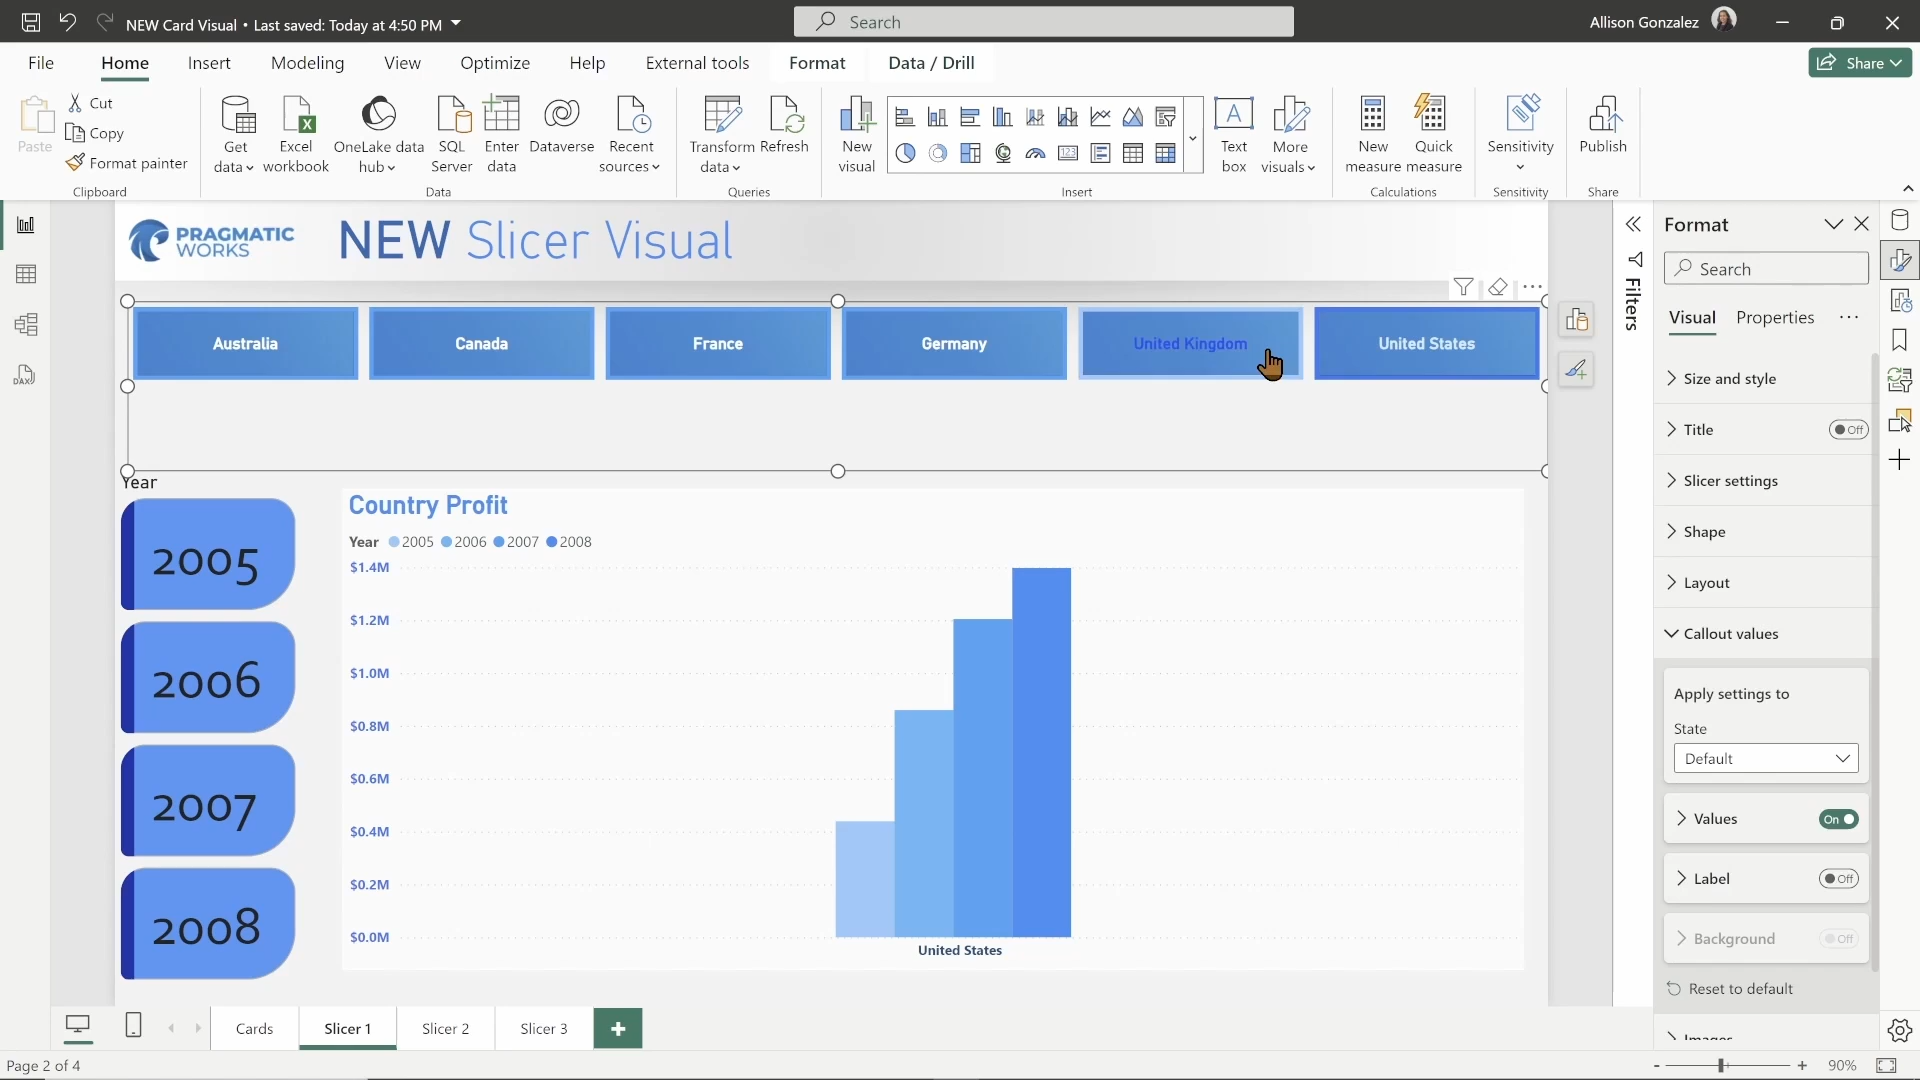 NEW Card Visual • Last saved: Today at 4:50 PM
Search
Allison Gonzalez
File
Home
Insert
Modeling
View
Optimize
Help
External tools
Format
Data / Drill
Share
Paste
Cut
Copy
Format painter
Clipboard
Get data
Excel workbook
OneLake data hub
SQL Server
Enter data
Dataverse
Recent sources
Data
Transform data
Refresh
Queries
New visual
Text box
More visuals
Insert
New measure
Quick measure
Calculations
Sensitivity
Sensitivity
Publish
Share
PRAGMATIC WORKS
NEW Slicer Visual
Australia
Canada
France
Germany
United Kingdom
United States
Year
2005
2006
2007
2008
Country Profit
Year 2005 2006 2007 2008
$1.4M
$1.2M
$1.0M
$0.8M
$0.6M
$0.4M
$0.2M
$0.0M
United States
Filters
Format
Search
Visual
Properties
Size and style
Title
Off
Slicer settings
Shape
Layout
Callout values
Apply settings to
State
Default
Values
On
Label
Off
Background
Off
Reset to default
Images
DAX
123
A
Cards
Slicer 1
Slicer 2
Slicer 3
Page 2 of 4
90%